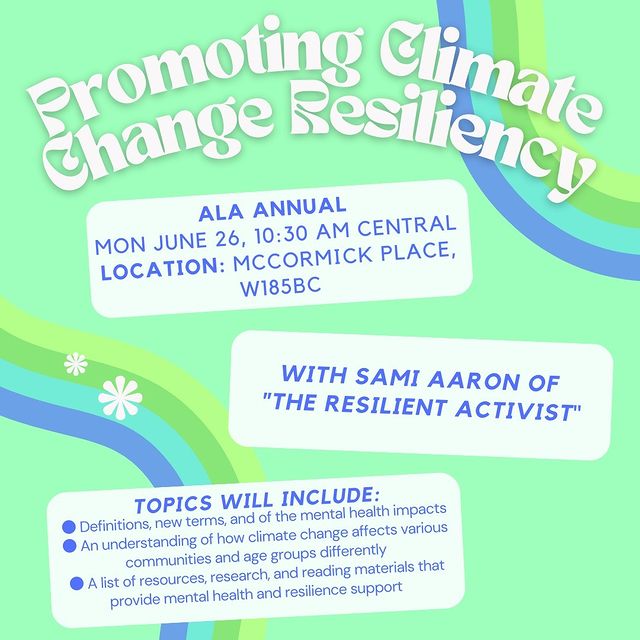 Promoting Climate
Change Resiliency
ALA ANNUAL
MON JUNE 26, 10:30 AM CENTRAL
LOCATION: MCCORMICK PLACE,
W185BC
WITH SAMI AARON OF
"THE RESILIENT ACTIVIST"
TOPICS WILL INCLUDE:
● Definitions, new terms, and of the mental health impacts
● An understanding of how climate change affects various
communities and age groups differently
● A list of resources, research, and reading materials that
provide mental health and resilience support